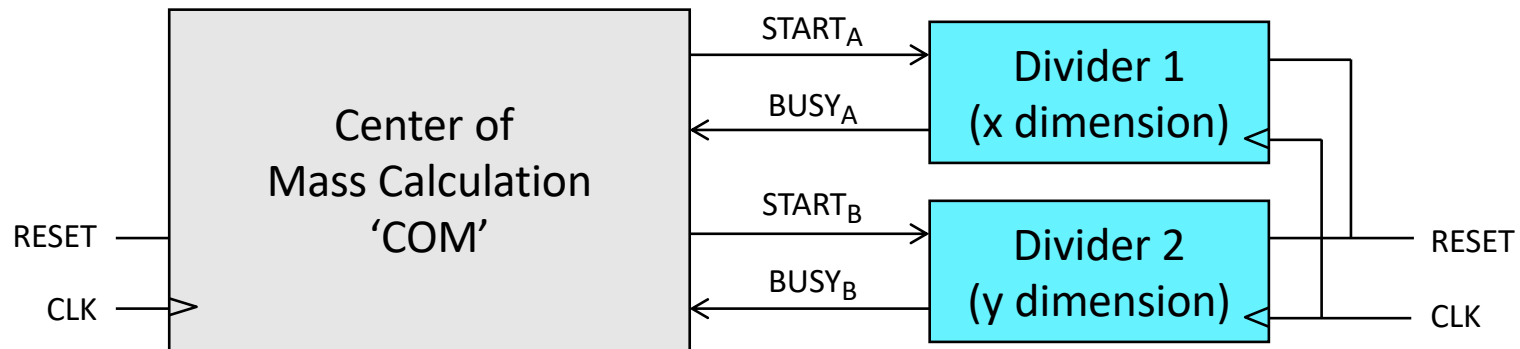 Center of
Mass Calculation
‘COM’
RESET
CLK
START_A
BUSY_A
START_B
BUSY_B
Divider 1
(x dimension)
Divider 2
(y dimension)
RESET
CLK